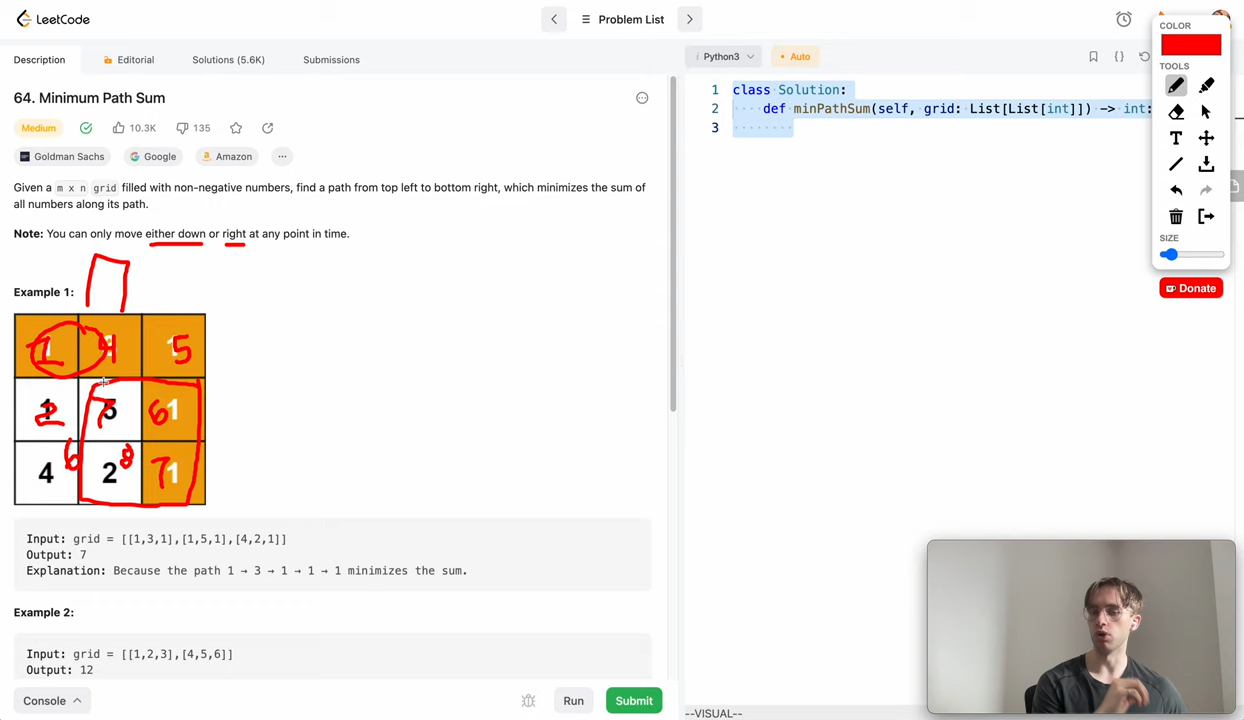 LeetCode
Problem List
COLOR
TOOLS
T
SIZE
Donate
Description
Editorial
Solutions (5.6K)
Submissions
Python3
Auto
64. Minimum Path Sum
Medium
10.3K
135
Goldman Sachs
Google
Amazon
Given a m x n grid filled with non-negative numbers, find a path from top left to bottom right, which minimizes the sum of
all numbers along its path.
Note: You can only move either down or right at any point in time.
Example 1:
1 4 5
2 7 6 1
4 6 2 8 7 1
Input: grid = [[1,3,1],[1,5,1],[4,2,1]]
Output: 7
Explanation: Because the path 1 → 3 → 1 → 1 → 1 minimizes the sum.
Example 2:
Input: grid = [[1,2,3],[4,5,6]]
Output: 12
Console
Run
Submit
1 class Solution:
2 def minPathSum(self, grid: List[List[int]]) -> int:
3
--VISUAL--